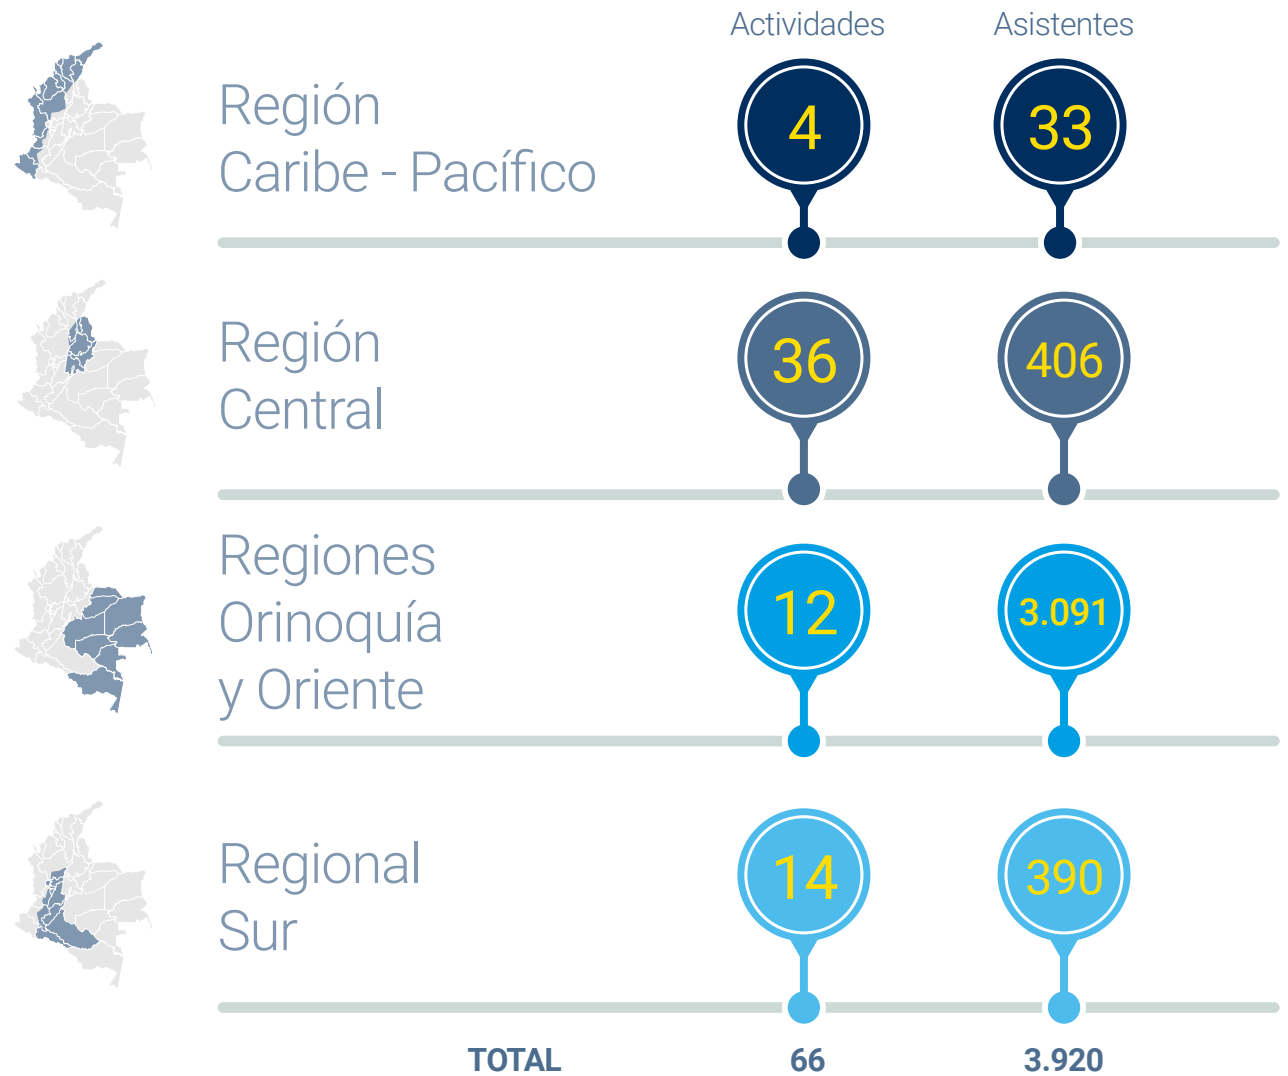 Actividades Asistentes
Región
Caribe - Pacífico
4 33
Región
Central
36 406
Regiones
Orinoquía
y Oriente
12 3.091
Regional
Sur
14 390
TOTAL 66 3.920